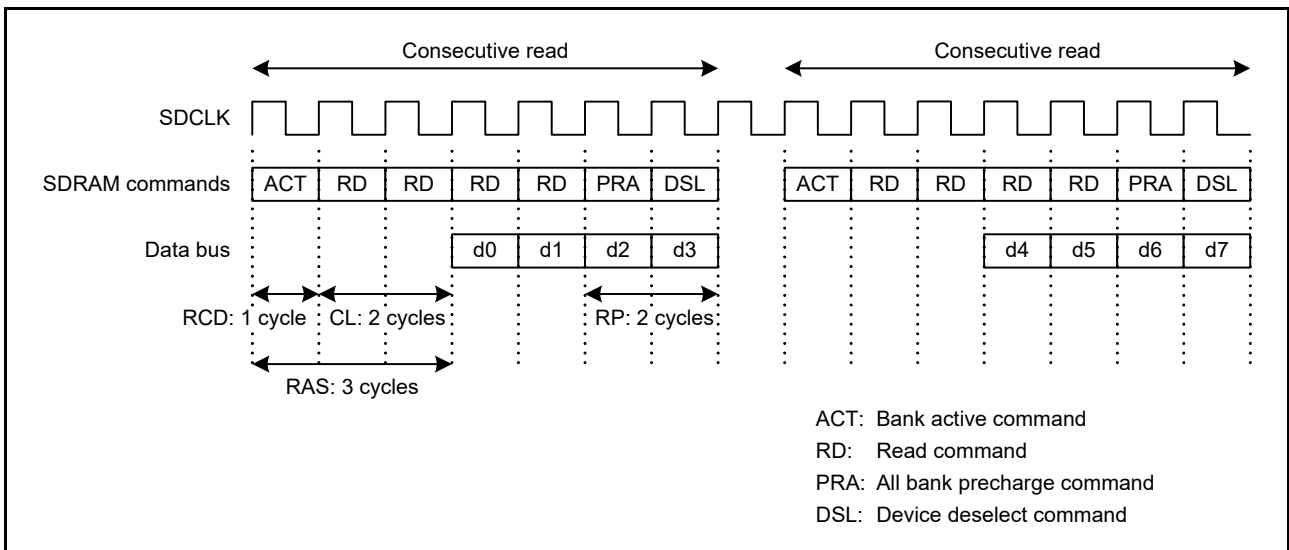 Consecutive read Consecutive read
SDCLK
SDRAM commands ACT RD RD RD RD PRA DSL ACT RD RD RD RD PRA DSL
Data bus d0 d1 d2 d3 d4 d5 d6 d7
RCD: 1 cycle CL: 2 cycles RP: 2 cycles
RAS: 3 cycles
ACT: Bank active command
RD: Read command
PRA: All bank precharge command
DSL: Device deselect command